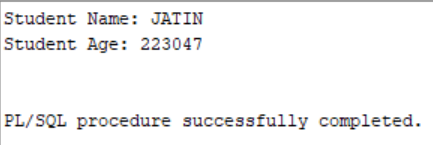 Student Name: JATIN
Student Age: 223047
PL/SQL procedure successfully completed.